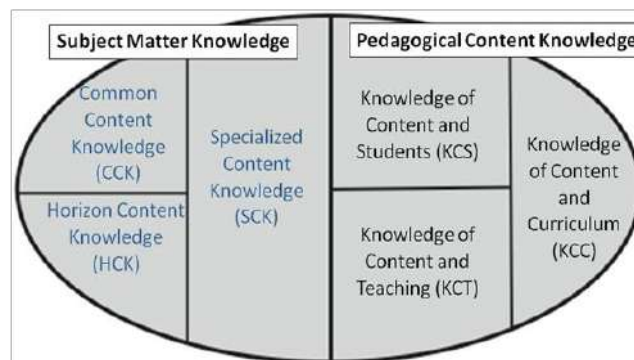 Subject Matter Knowledge
Pedagogical Content Knowledge
Common
Content
Knowledge
(CCK)
Horizon Content
Knowledge
(HCK)
Specialized
Content
Knowledge
(SCK)
Knowledge of
Content and
Students (KCS)
Knowledge of
Content and
Teaching (KCT)
Knowledge
of Content
and
Curriculum
(KCC)